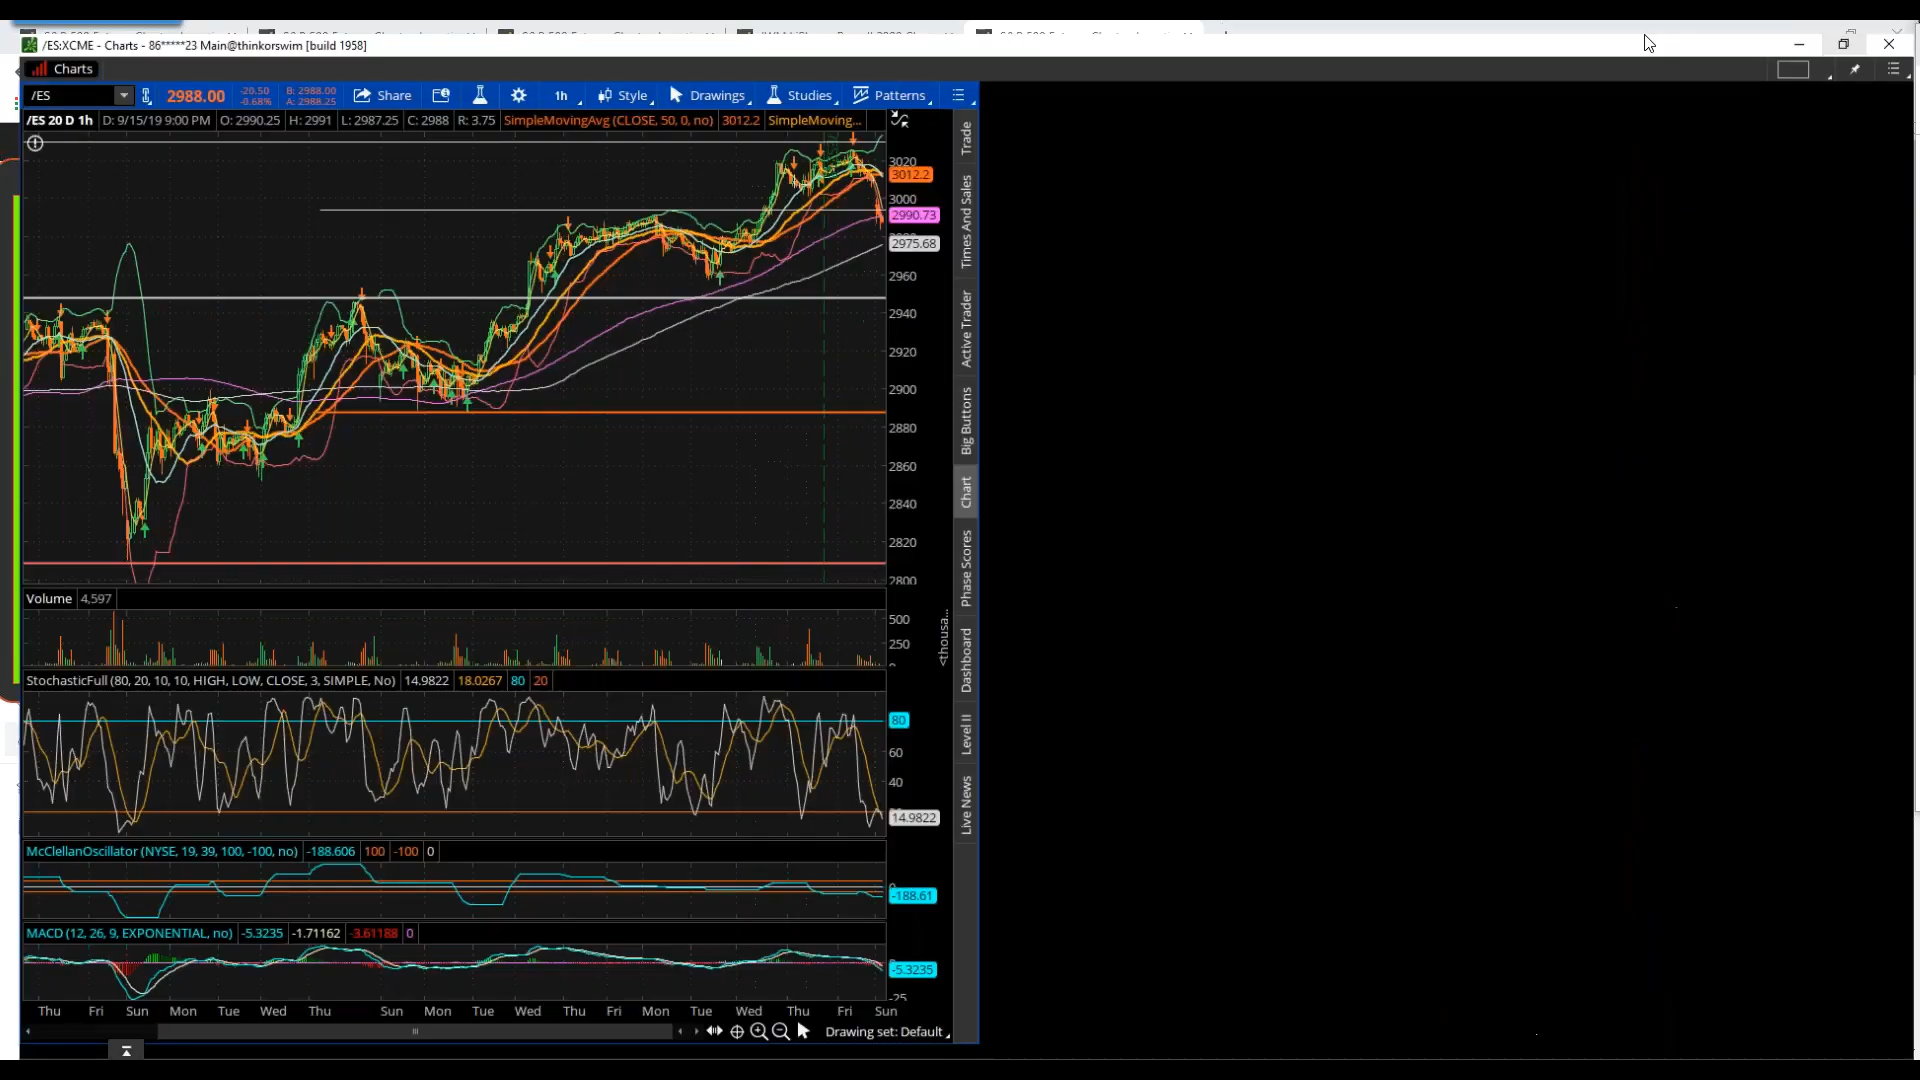 /ES:XCME - Charts - 86*****23 Main@thinkorswim [build 1958]
Charts
/ES 2988.00 -20.50 -0.68% B: 2988.00 A: 2988.25 Share 1h Style Drawings Studies Patterns
/ES 20 D 1h D: 9/15/19 9:00 PM O: 2990.25 H: 2991 L: 2987.25 C: 2988 R: 3.75 SimpleMovingAvg (CLOSE, 50, 0, no) 3012.2 SimpleMoving...
3020
3012.2
3000
2990.73
2975.68
2960
2940
2920
2900
2880
2860
2840
2820
2800
Volume 4,597
500
250
<thousa...
StochasticFull (80, 20, 10, 10, HIGH, LOW, CLOSE, 3, SIMPLE, No) 14.9822 18.0267 80 20
80
60
40
14.9822
McClellanOscillator (NYSE, 19, 39, 100, -100, no) -188.606 100 -100 0
-188.61
MACD (12, 26, 9, EXPONENTIAL, no) -5.3235 -1.71162 -3.61188 0
-5.3235
-25
Thu Fri Sun Mon Tue Wed Thu Sun Mon Tue Wed Thu Fri Mon Tue Wed Thu Fri Sun
Drawing set: Default
Trade
Times And Sales
Active Trader
Big Buttons
Chart
Phase Scores
Dashboard
Level II
Live News